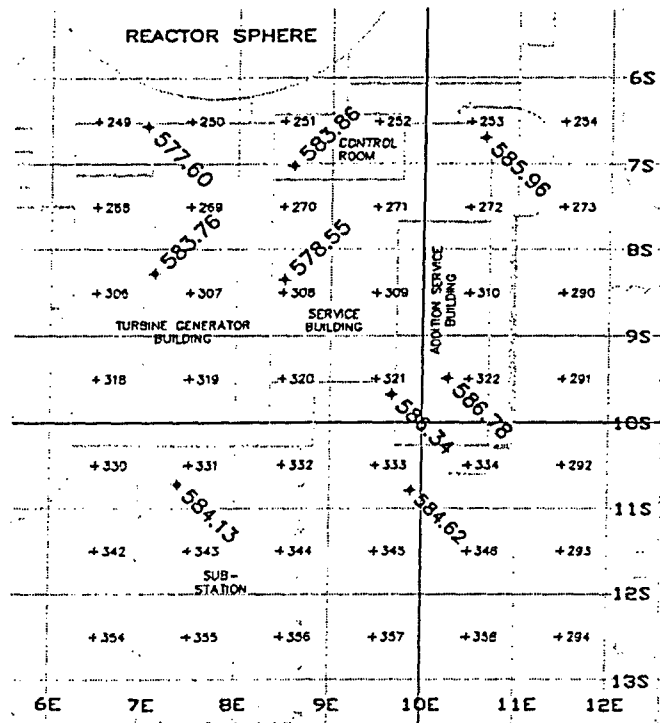 REACTOR SPHERE
6S
+249 +250 +251 +252 +253 +254
577.60
583.86
CONTROL
ROOM
585.96
7S
+268 +269 +270 +271 +272 +273
583.76
578.55
8S
+306 +307 +308 +309 +310 +290
TURBINE GENERATOR
BUILDING
SERVICE
BUILDING
ADDITION SERVICE
BUILDING
9S
+318 +319 +320 +321 +322 +291
586.34
586.78
10S
+330 +331 +332 +333 +334 +292
584.13
584.62
11S
+342 +343 +344 +345 +346 +293
SUB-
STATION
12S
+354 +355 +356 +357 +358 +294
13S
6E 7E 8E 9E 10E 11E 12E